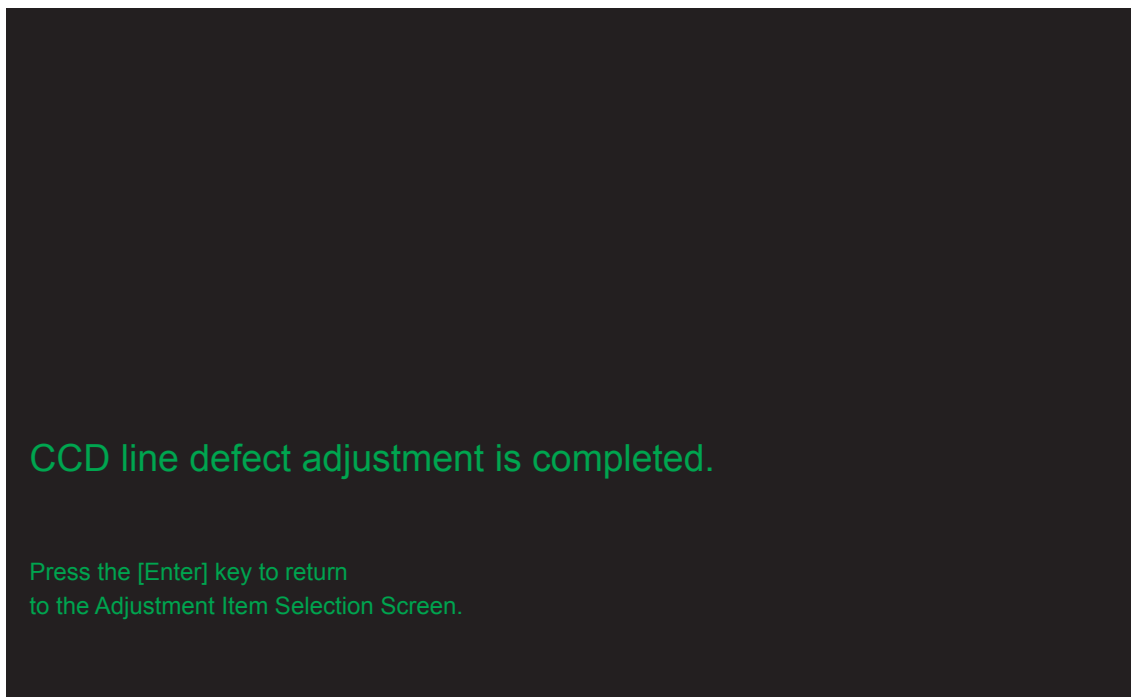 CCD line defect adjustment is completed.
Press the [Enter] key to return
to the Adjustment Item Selection Screen.